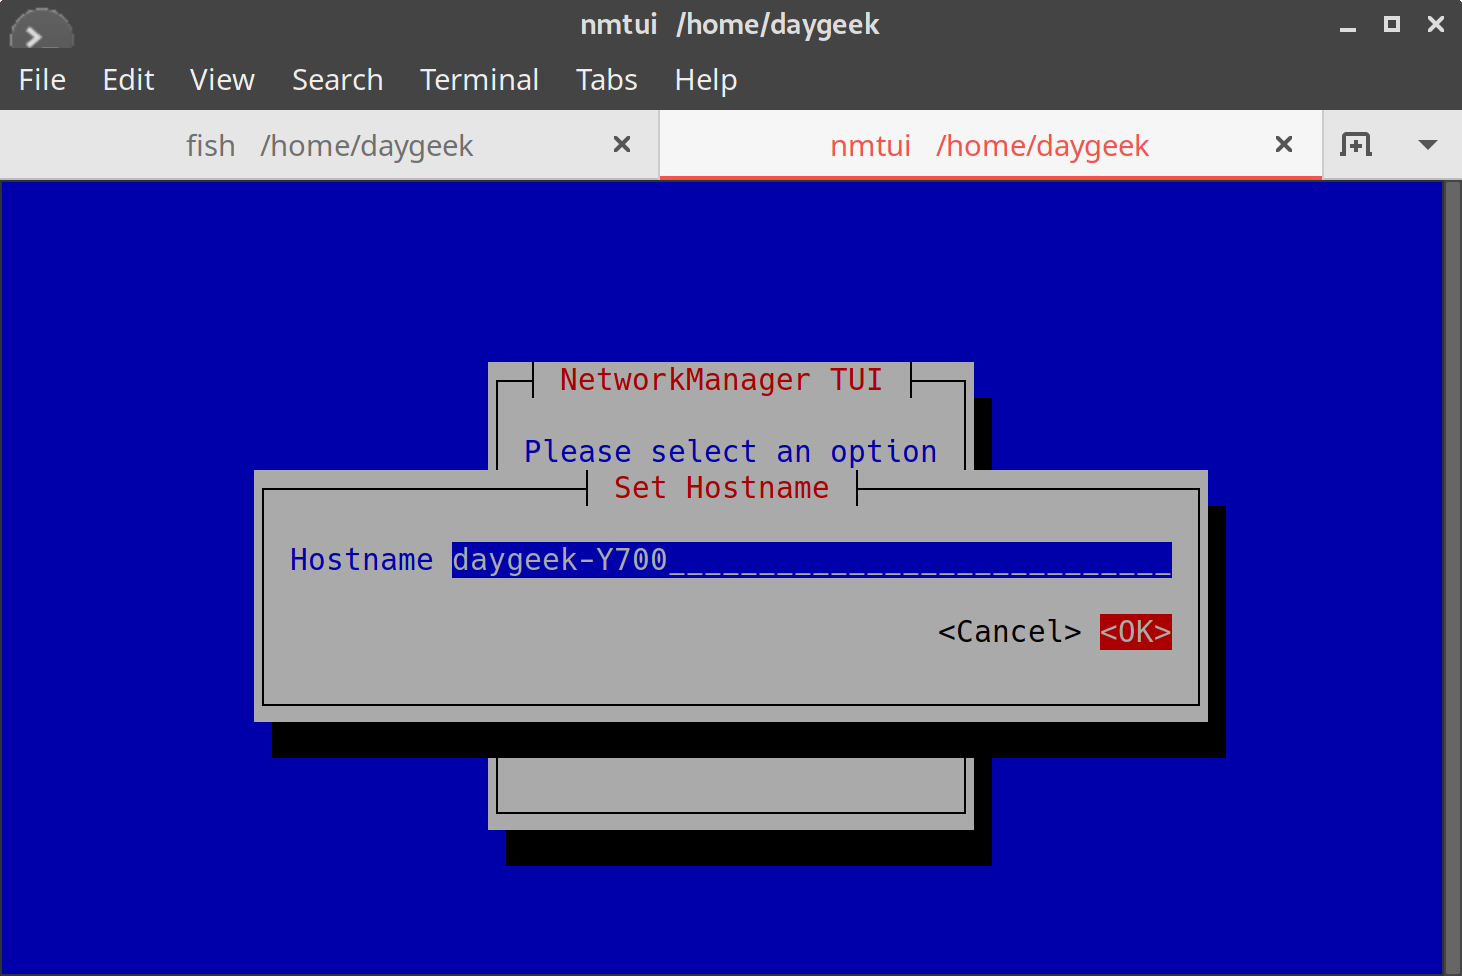 nmtui /home/daygeek
File Edit View Search Terminal Tabs Help
fish /home/daygeek nmtui /home/daygeek
NetworkManager TUI
Please select an option
Set Hostname
Hostname daygeek-Y700____________________________
<Cancel> <OK>